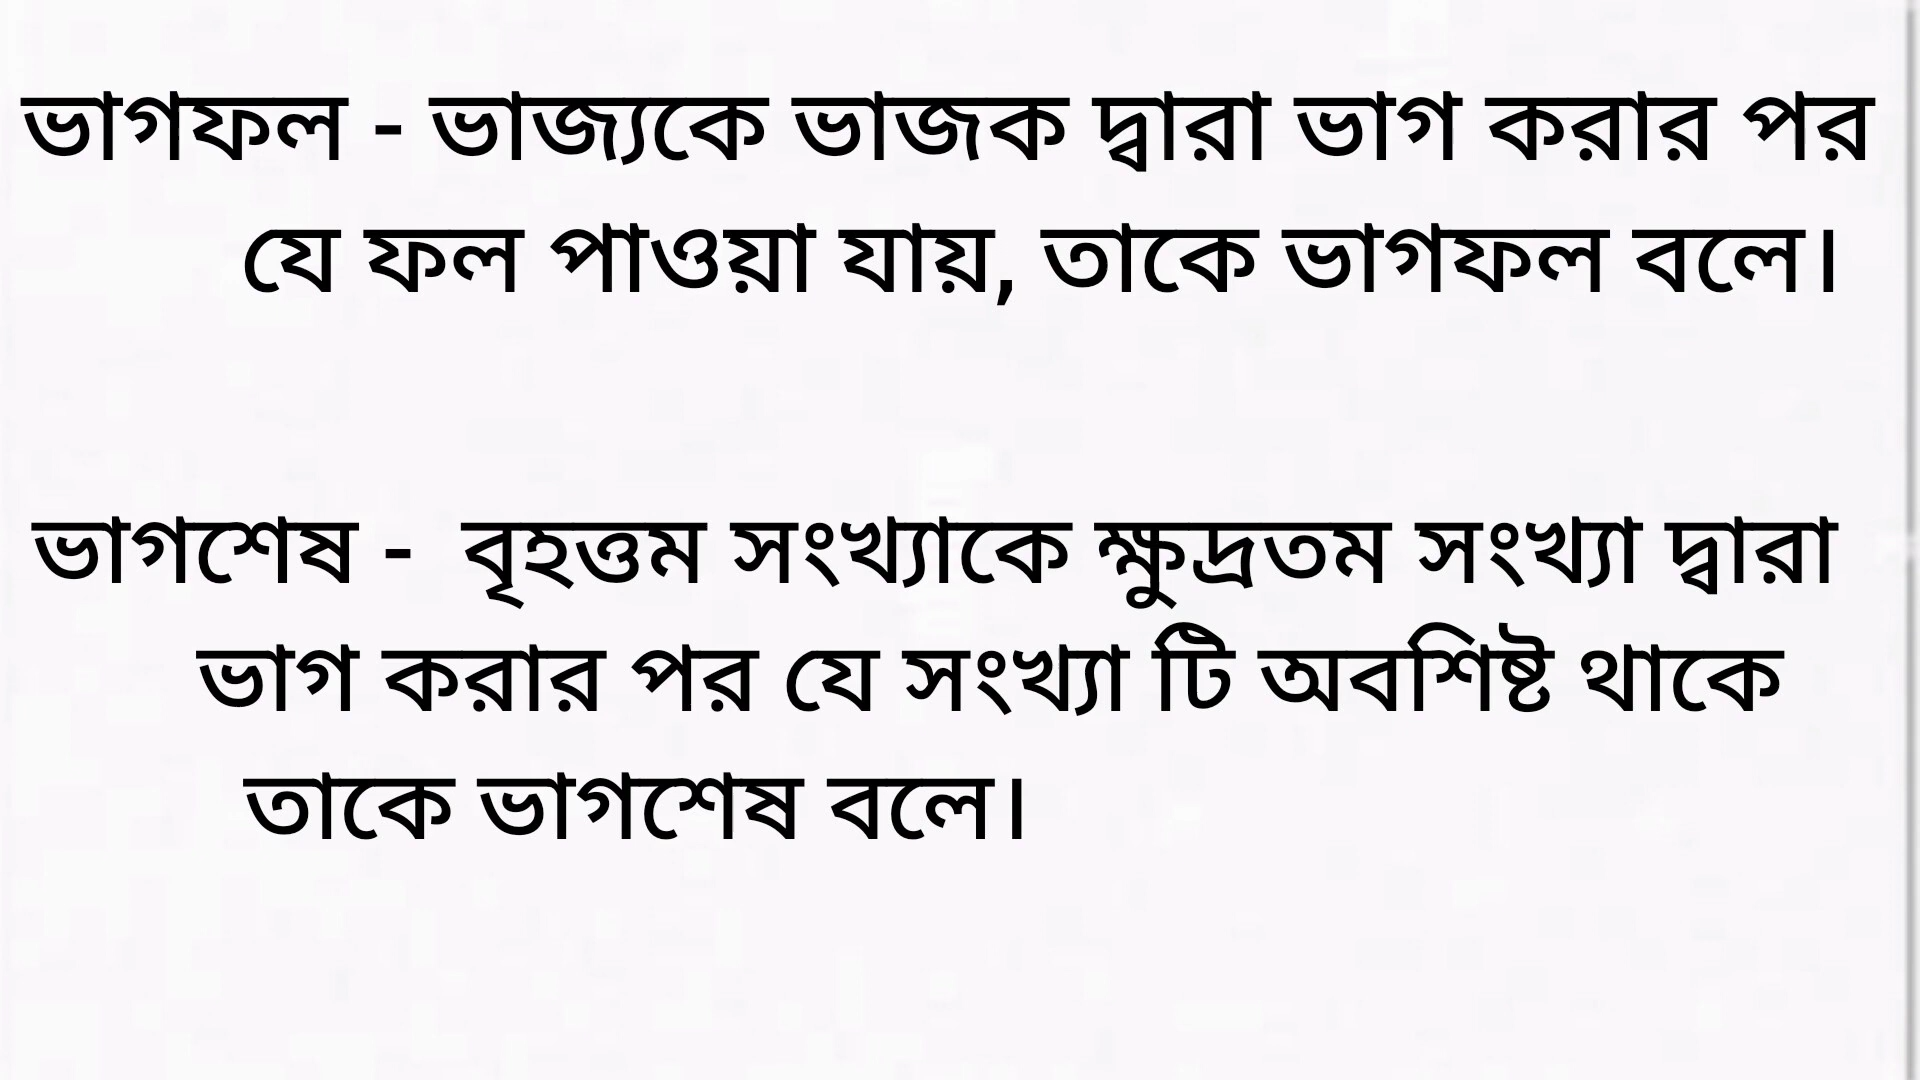 ভাগফল - ভাজ্যকে ভাজক দ্বারা ভাগ করার পর
যে ফল পাওয়া যায়, তাকে ভাগফল বলে।
ভাগশেষ - বৃহত্তম সংখ্যাকে ক্ষুদ্রতম সংখ্যা দ্বারা
ভাগ করার পর যে সংখ্যা টি অবশিষ্ট থাকে
তাকে ভাগশেষ বলে।